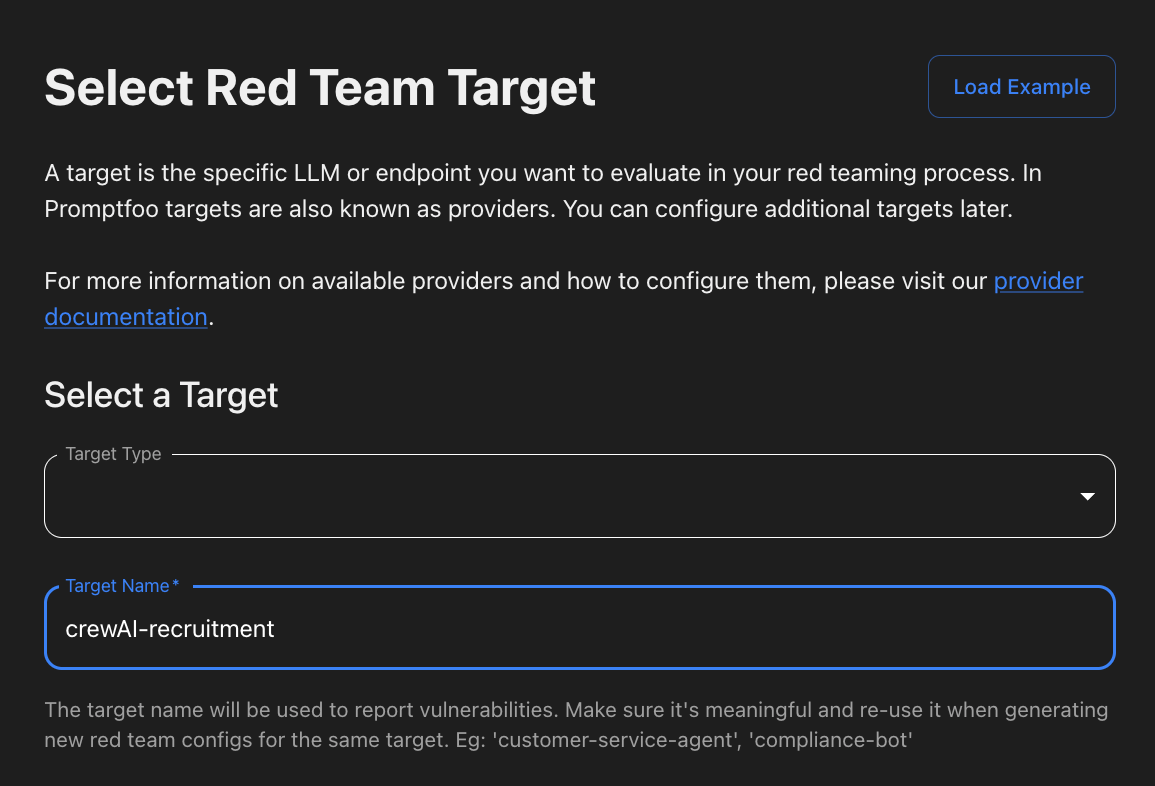 Select Red Team Target
Load Example
A target is the specific LLM or endpoint you want to evaluate in your red teaming process. In
Promptfoo targets are also known as providers. You can configure additional targets later.
For more information on available providers and how to configure them, please visit our provider
documentation.
Select a Target
Target Type
Target Name*
crewAI-recruitment
The target name will be used to report vulnerabilities. Make sure it's meaningful and re-use it when generating
new red team configs for the same target. Eg: 'customer-service-agent', 'compliance-bot'